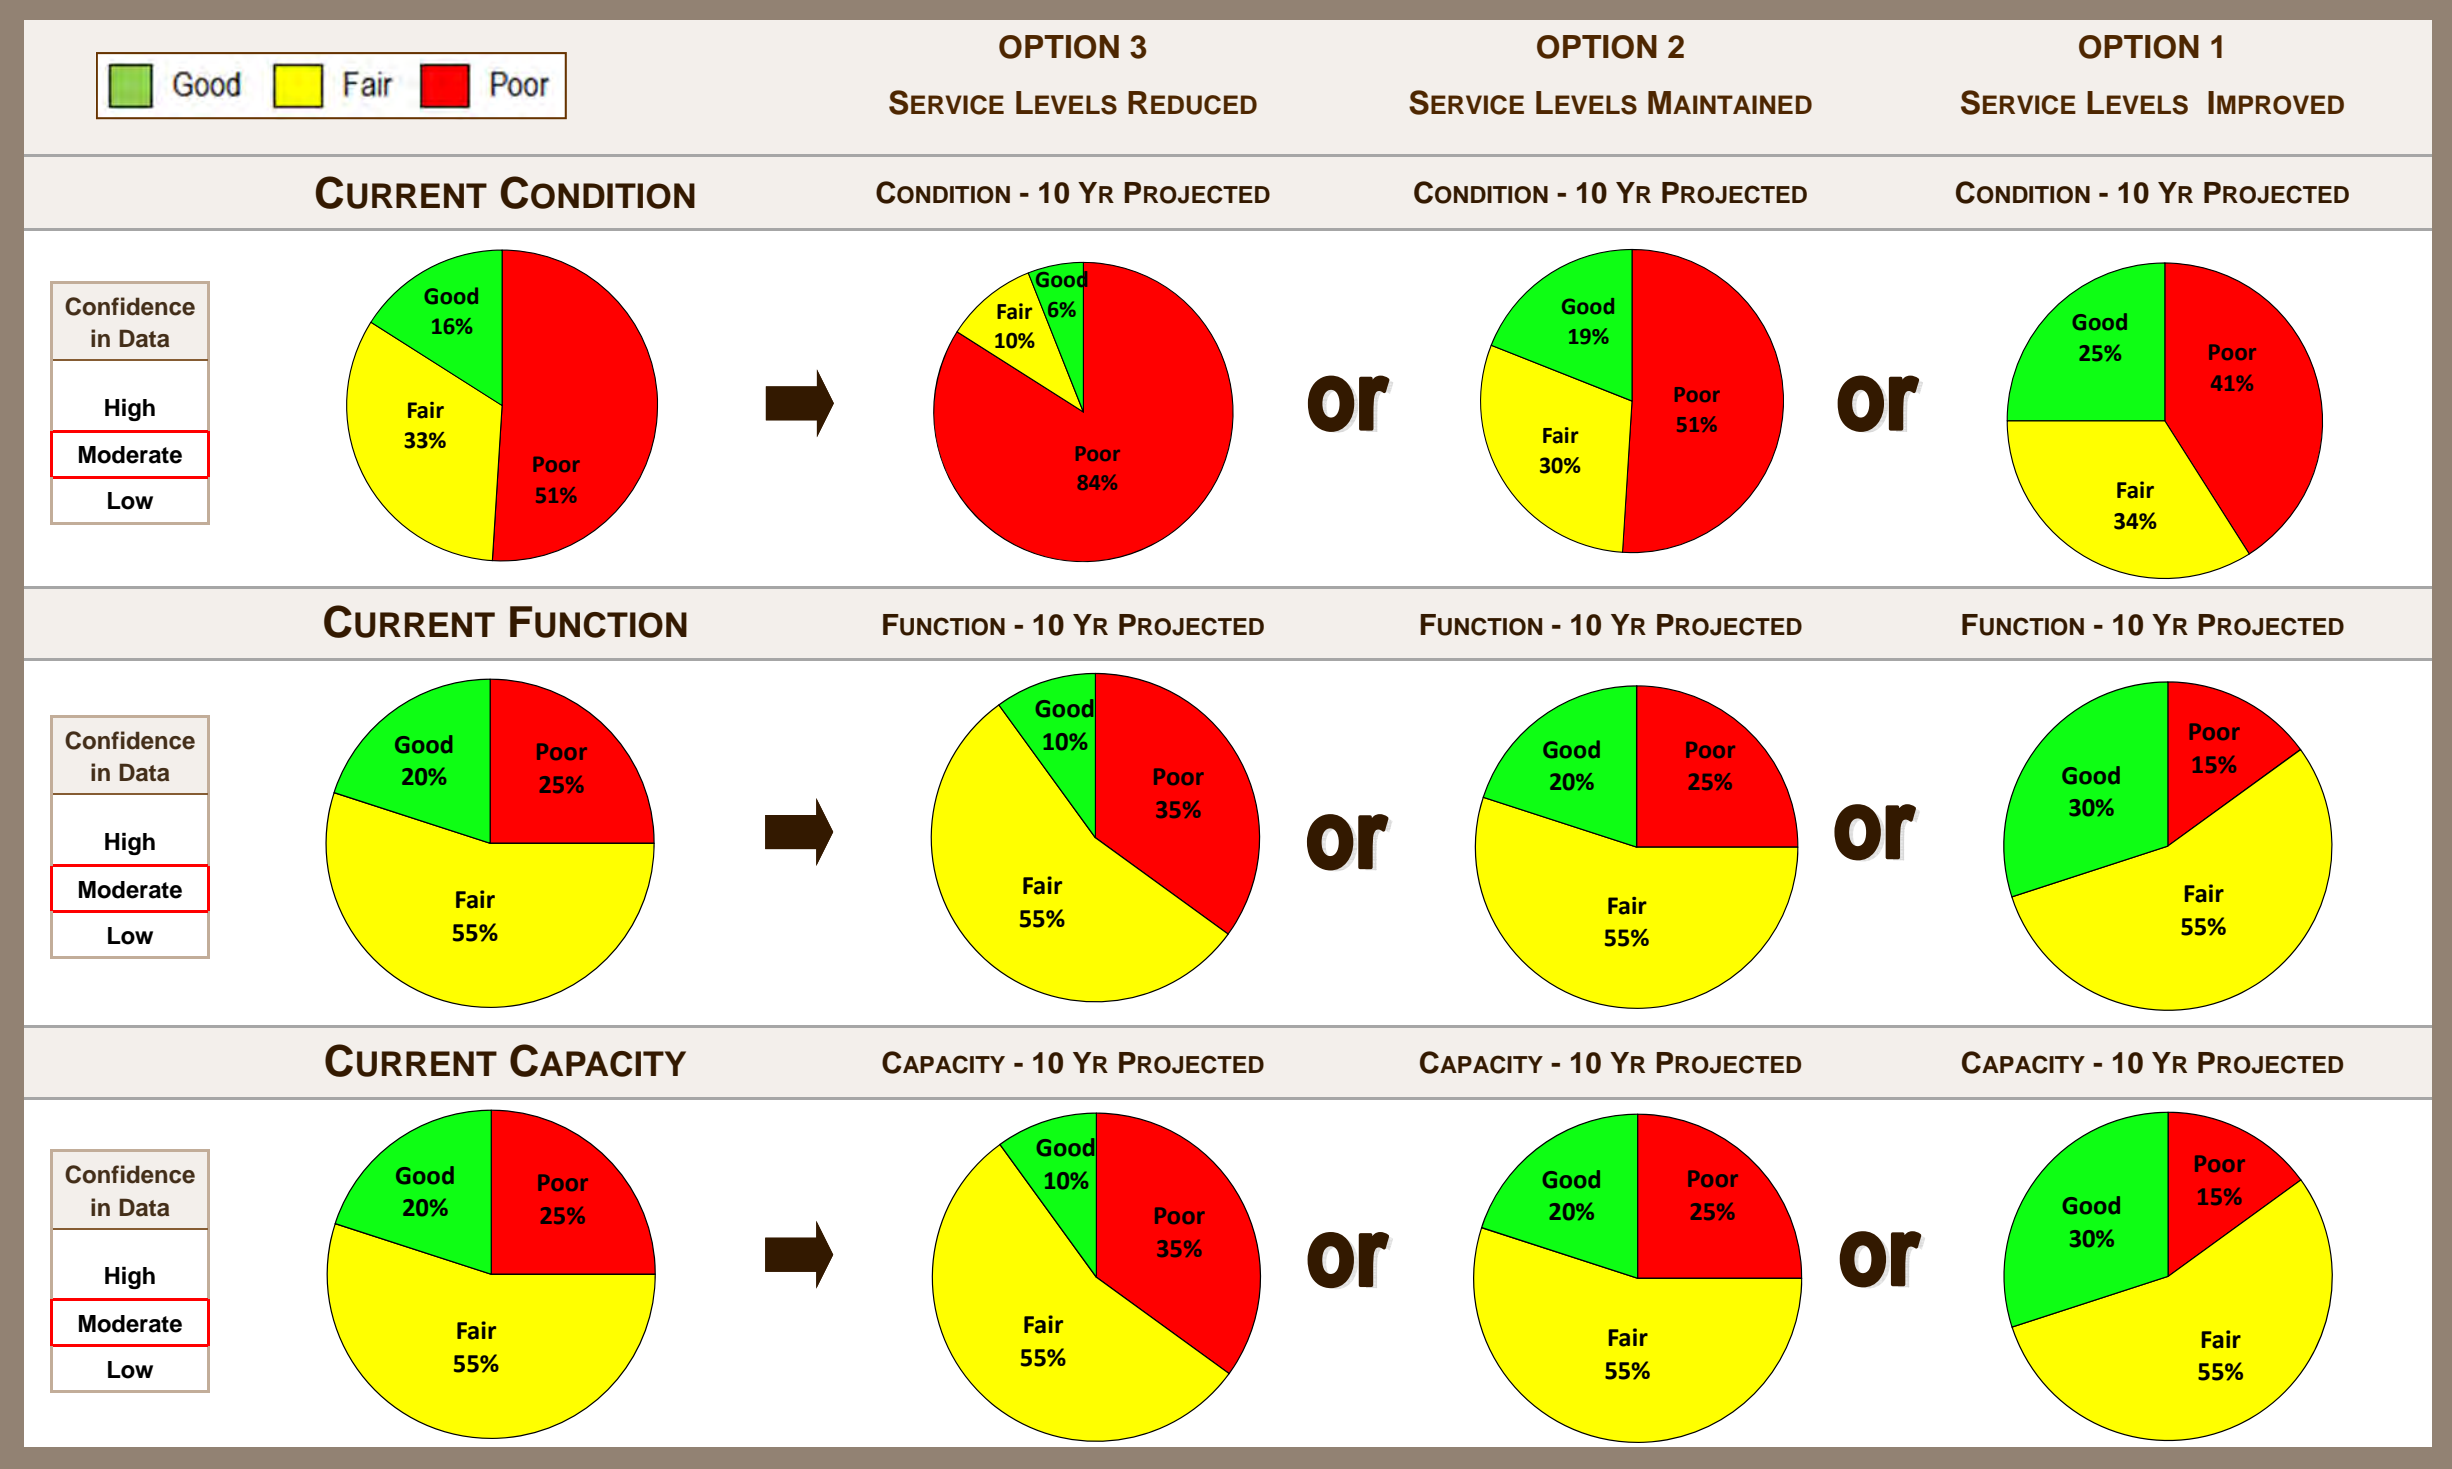 Good Fair Poor
OPTION 3
SERVICE LEVELS REDUCED
OPTION 2
SERVICE LEVELS MAINTAINED
OPTION 1
SERVICE LEVELS IMPROVED
CURRENT CONDITION
CONDITION - 10 YR PROJECTED
CONDITION - 10 YR PROJECTED
CONDITION - 10 YR PROJECTED
Confidence
in Data
High
Moderate
Low
Good
16%
Fair
33%
Poor
51%
Good
6%
Fair
10%
Poor
84%
or
Good
19%
Fair
30%
Poor
51%
or
Good
25%
Poor
41%
Fair
34%
CURRENT FUNCTION
FUNCTION - 10 YR PROJECTED
FUNCTION - 10 YR PROJECTED
FUNCTION - 10 YR PROJECTED
Confidence
in Data
High
Moderate
Low
Good
20%
Poor
25%
Fair
55%
Good
10%
Poor
35%
Fair
55%
or
Good
20%
Poor
25%
Fair
55%
or
Poor
15%
Good
30%
Fair
55%
CURRENT CAPACITY
CAPACITY - 10 YR PROJECTED
CAPACITY - 10 YR PROJECTED
CAPACITY - 10 YR PROJECTED
Confidence
in Data
High
Moderate
Low
Good
20%
Poor
25%
Fair
55%
Good
10%
Poor
35%
Fair
55%
or
Good
20%
Poor
25%
Fair
55%
or
Poor
15%
Good
30%
Fair
55%